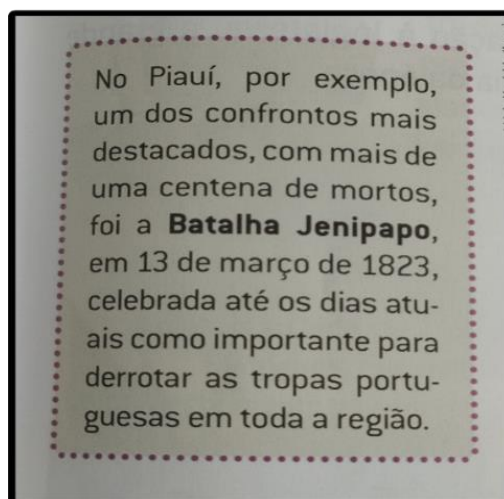 No Piauí, por exemplo,
um dos confrontos mais
destacados, com mais de
uma centena de mortos,
foi a Batalha Jenipapo,
em 13 de março de 1823,
celebrada até os dias atu-
ais como importante para
derrotar as tropas portu-
guesas em toda a região.